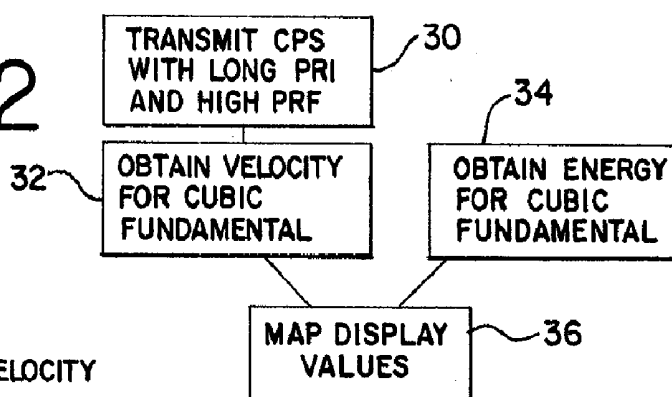 2
TRANSMIT CPS
WITH LONG PRI
AND HIGH PRF
30
32
OBTAIN VELOCITY
FOR CUBIC
FUNDAMENTAL
34
OBTAIN ENERGY
FOR CUBIC
FUNDAMENTAL
MAP DISPLAY
VALUES
36
ELOCITY